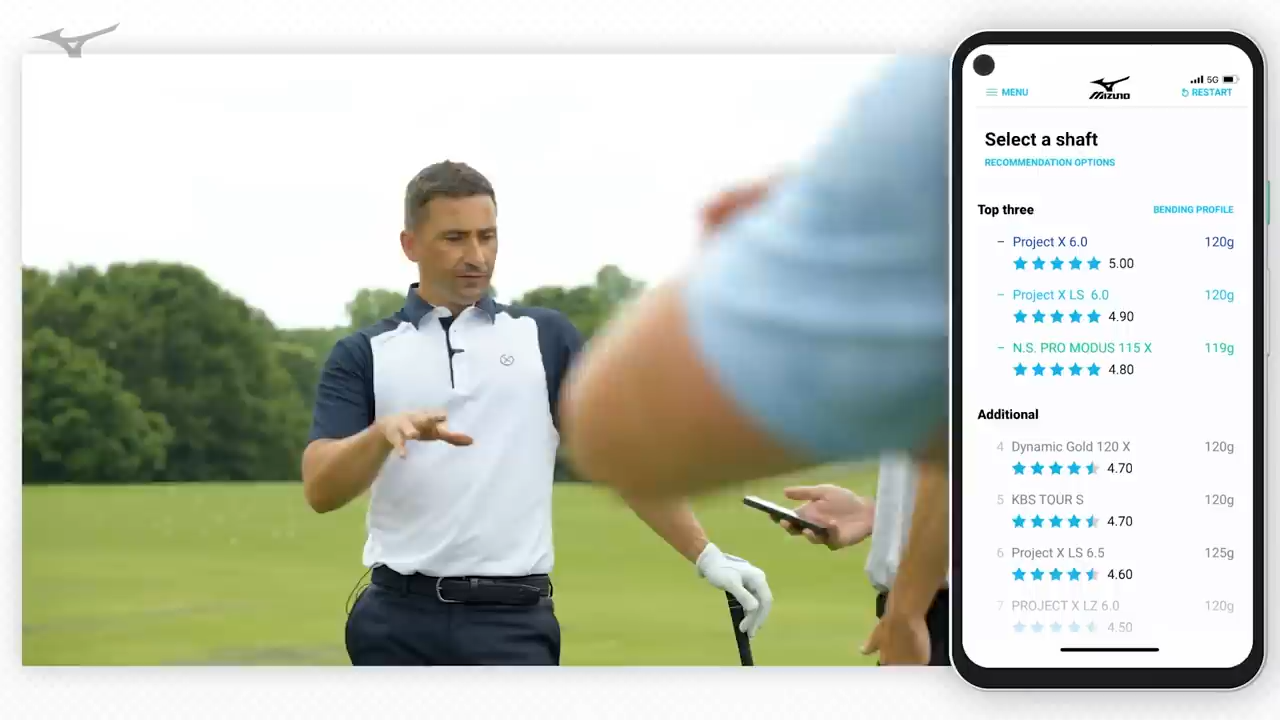 5G
MENU
MIZUNO
RESTART
Select a shaft
RECOMMENDATION OPTIONS
Top three
BENDING PROFILE
– Project X 6.0 120g
5.00
– Project X LS 6.0 120g
4.90
– N.S. PRO MODUS 115 X 119g
4.80
Additional
4 Dynamic Gold 120 X 120g
4.70
5 KBS TOUR S 120g
4.70
6 Project X LS 6.5 125g
4.60
7 PROJECT X LZ 6.0 120g
4.50